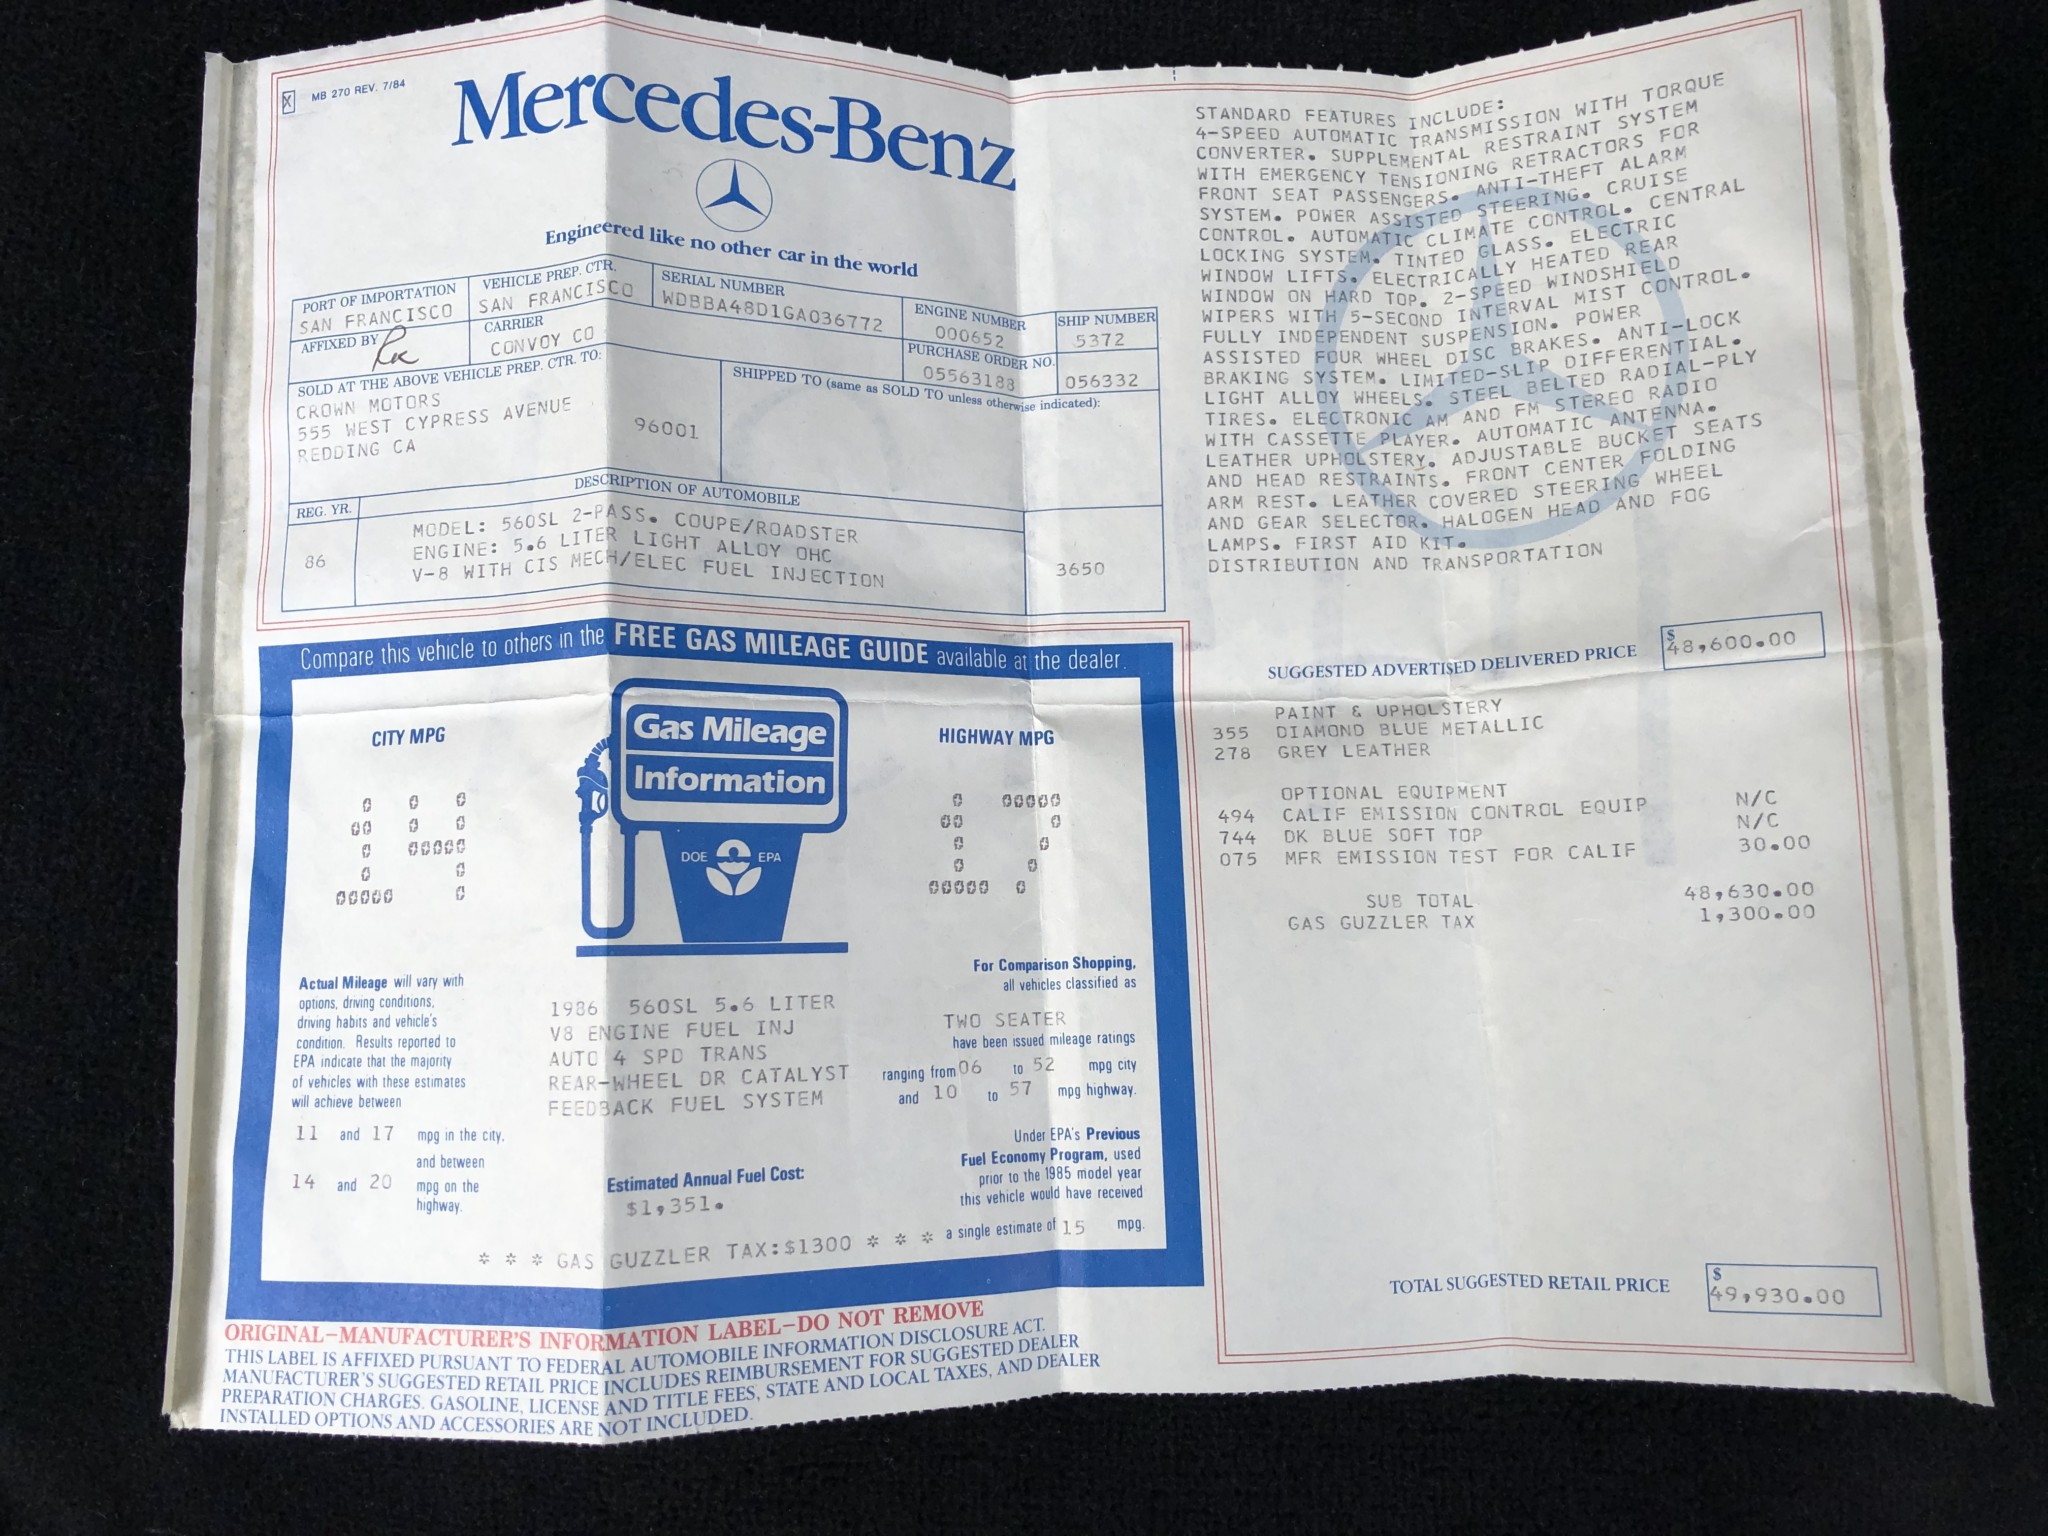 X MB 270 REV. 7/84
Mercedes-Benz
Engineered like no other car in the world
PORT OF IMPORTATION
SAN FRANCISCO
VEHICLE PREP. CTR.
SAN FRANCISCO
SERIAL NUMBER
WDBBA48D1GA036772
ENGINE NUMBER
000652
SHIP NUMBER
5372
AFFIXED BY
CARRIER
CONVOY CO
PURCHASE ORDER NO.
05563188
056332
SOLD AT THE ABOVE VEHICLE PREP. CTR. TO:
CROWN MOTORS
555 WEST CYPRESS AVENUE
REDDING CA
96001
SHIPPED TO (same as SOLD TO unless otherwise indicated):
REG. YR.
DESCRIPTION OF AUTOMOBILE
86
MODEL: 560SL 2-PASS. COUPE/ROADSTER
ENGINE: 5.6 LITER LIGHT ALLOY OHC
V-8 WITH CIS MECH/ELEC FUEL INJECTION
3650
Compare this vehicle to others in the FREE GAS MILEAGE GUIDE available at the dealer.
CITY MPG
14
Gas Mileage
Information
DOE EPA
HIGHWAY MPG
17
Actual Mileage will vary with
options, driving conditions,
driving habits and vehicle's
condition. Results reported to
EPA indicate that the majority
of vehicles with these estimates
will achieve between
11 and 17 mpg in the city,
and between
14 and 20 mpg on the
highway.
1986 560SL 5.6 LITER
V8 ENGINE FUEL INJ
AUTO 4 SPD TRANS
REAR-WHEEL DR CATALYST
FEEDBACK FUEL SYSTEM
Estimated Annual Fuel Cost:
$1,351.
For Comparison Shopping,
all vehicles classified as
TWO SEATER
have been issued mileage ratings
ranging from 06 to 52 mpg city
and 10 to 57 mpg highway.
Under EPA's Previous
Fuel Economy Program, used
prior to the 1985 model year
this vehicle would have received
a single estimate of 15 mpg.
* * * GAS GUZZLER TAX:$1300 * * *
ORIGINAL–MANUFACTURER'S INFORMATION LABEL–DO NOT REMOVE
THIS LABEL IS AFFIXED PURSUANT TO FEDERAL AUTOMOBILE INFORMATION DISCLOSURE ACT.
MANUFACTURER'S SUGGESTED RETAIL PRICE INCLUDES REIMBURSEMENT FOR SUGGESTED DEALER
PREPARATION CHARGES. GASOLINE, LICENSE AND TITLE FEES, STATE AND LOCAL TAXES, AND DEALER
INSTALLED OPTIONS AND ACCESSORIES ARE NOT INCLUDED.
STANDARD FEATURES INCLUDE:
4-SPEED AUTOMATIC TRANSMISSION WITH TORQUE
CONVERTER. SUPPLEMENTAL RESTRAINT SYSTEM
WITH EMERGENCY TENSIONING RETRACTORS FOR
FRONT SEAT PASSENGERS. ANTI-THEFT ALARM
SYSTEM. POWER ASSISTED STEERING. CRUISE
CONTROL. AUTOMATIC CLIMATE CONTROL. CENTRAL
LOCKING SYSTEM. TINTED GLASS. ELECTRIC
WINDOW LIFTS. ELECTRICALLY HEATED REAR
WINDOW ON HARD TOP. 2-SPEED WINDSHIELD
WIPERS WITH 5-SECOND INTERVAL MIST CONTROL.
FULLY INDEPENDENT SUSPENSION. POWER
ASSISTED FOUR WHEEL DISC BRAKES. ANTI-LOCK
BRAKING SYSTEM. LIMITED-SLIP DIFFERENTIAL.
LIGHT ALLOY WHEELS. STEEL BELTED RADIAL-PLY
TIRES. ELECTRONIC AM AND FM STEREO RADIO
WITH CASSETTE PLAYER. AUTOMATIC ANTENNA.
LEATHER UPHOLSTERY. ADJUSTABLE BUCKET SEATS
AND HEAD RESTRAINTS. FRONT CENTER FOLDING
ARM REST. LEATHER COVERED STEERING WHEEL
AND GEAR SELECTOR. HALOGEN HEAD AND FOG
LAMPS. FIRST AID KIT.
DISTRIBUTION AND TRANSPORTATION
SUGGESTED ADVERTISED DELIVERED PRICE $48,600.00
PAINT & UPHOLSTERY
355 DIAMOND BLUE METALLIC
278 GREY LEATHER
OPTIONAL EQUIPMENT
494 CALIF EMISSION CONTROL EQUIP N/C
744 DK BLUE SOFT TOP N/C
075 MFR EMISSION TEST FOR CALIF 30.00
SUB TOTAL 48,630.00
GAS GUZZLER TAX 1,300.00
TOTAL SUGGESTED RETAIL PRICE $49,930.00